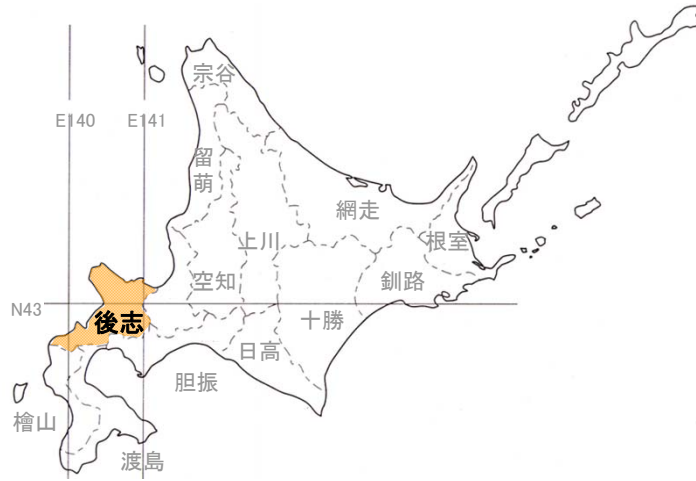 宗谷
E140
E141
留
萌
網走
上川
根室
空知
釧路
N43
後志
十勝
日高
胆振
檜山
渡島